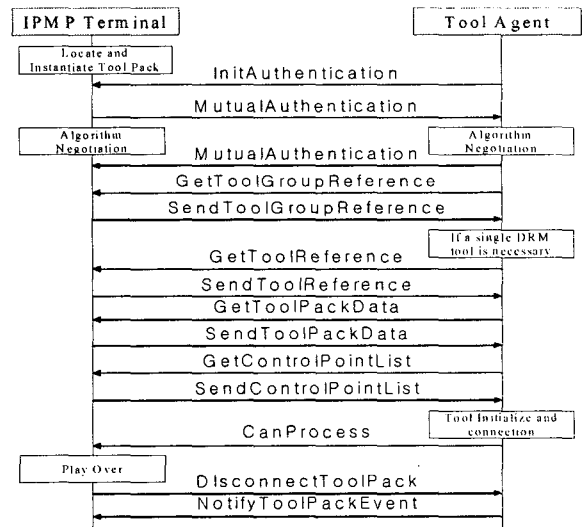 IPMP Terminal
Tool Agent
Locate and
Instantiate Tool Pack
InitAuthentication
MutualAuthentication
Algorithm
Negotiation
Algorithm
Negotiation
MutualAuthentication
GetToolGroupReference
SendToolGroupReference
If a single DRM
tool is necessary
GetToolReference
SendToolReference
GetToolPackData
SendToolPackData
GetControlPointList
SendControlPointList
Tool Initialize and
connection
CanProcess
Play Over
DIsconnectToolPack
NotifyToolPackEvent